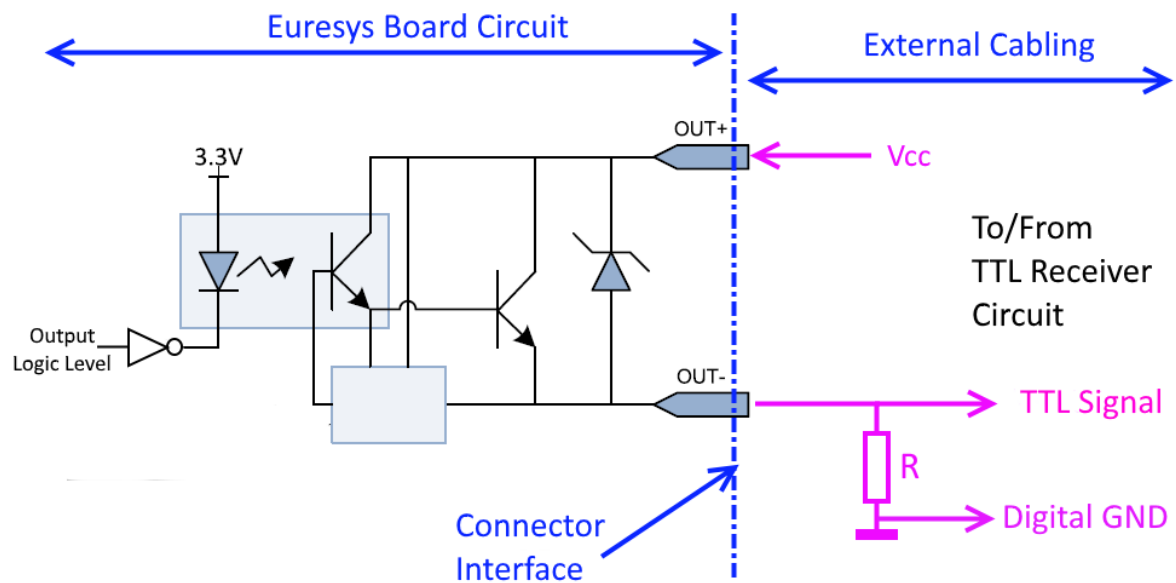 Euresys Board Circuit
External Cabling
OUT+
3.3V
Vcc
To/From
TTL Receiver
Circuit
Output
Logic Level
OUT-
TTL Signal
R
Digital GND
Connector
Interface